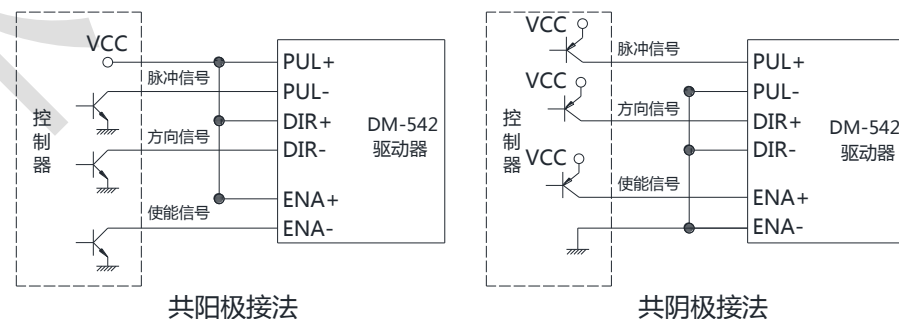 VCC
脉冲信号
方向信号
使能信号
控制器
PUL+
PUL-
DIR+
DIR-
ENA+
ENA-
DM-542
驱动器
共阳极接法
VCC
脉冲信号
VCC
方向信号
VCC
使能信号
控制器
PUL+
PUL-
DIR+
DIR-
ENA+
ENA-
DM-542
驱动器
共阴极接法